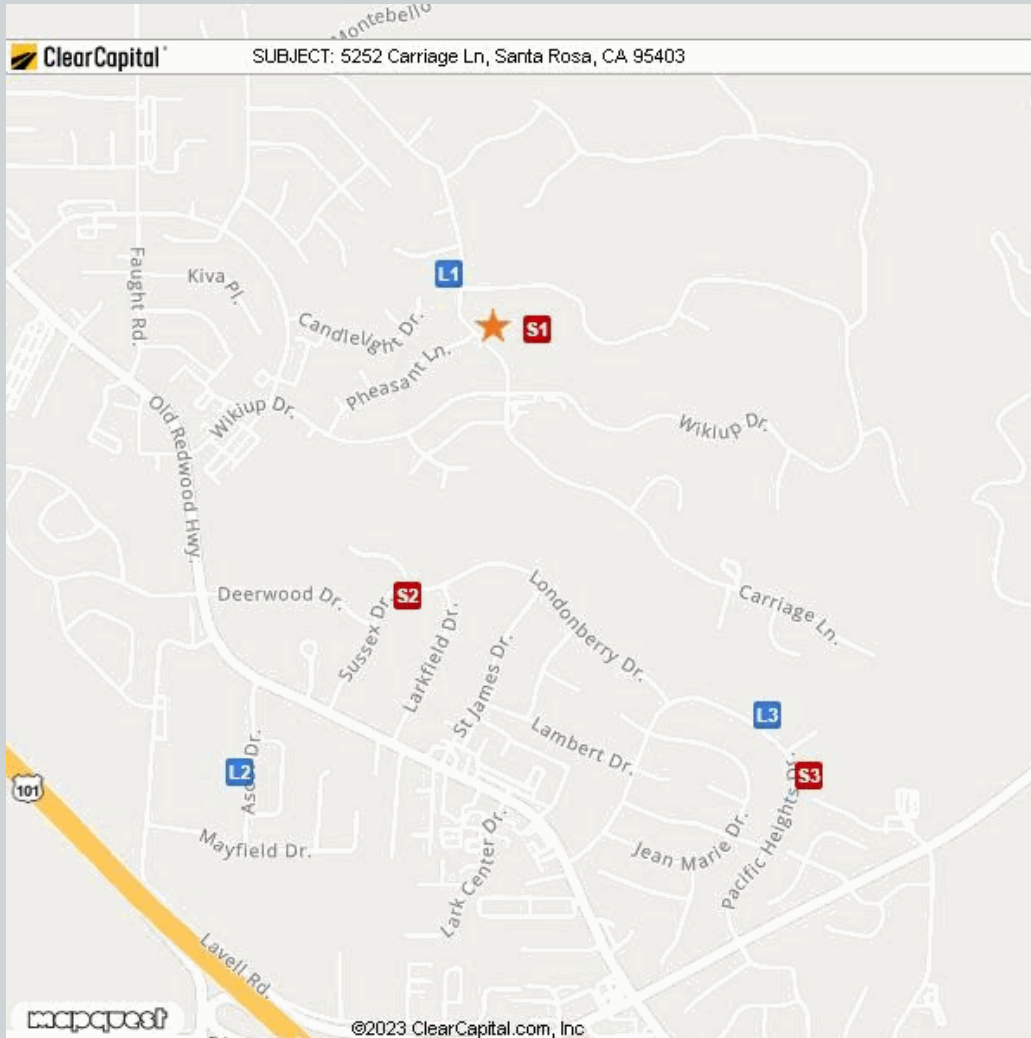 Montebello
ClearCapital®
SUBJECT: 5252 Carriage Ln, Santa Rosa, CA 95403
Faught Rd.
Kiva Pl.
L1
Candlelight Dr.
S1
Pheasant Ln.
Wikiup Dr.
Old Redwood Hwy.
Wikiup Dr.
Deerwood Dr.
S2
Sussex Dr.
Larkfield Dr.
Londonberry Dr.
Carriage Ln.
St James Dr.
L3
Lambert Dr.
S3
L2
101
Mayfield Dr.
Jean Marie Dr.
Pacific Heights Dr.
Lark Center Dr.
Lavell Rd.
mapquest
©2023 ClearCapital.com, Inc